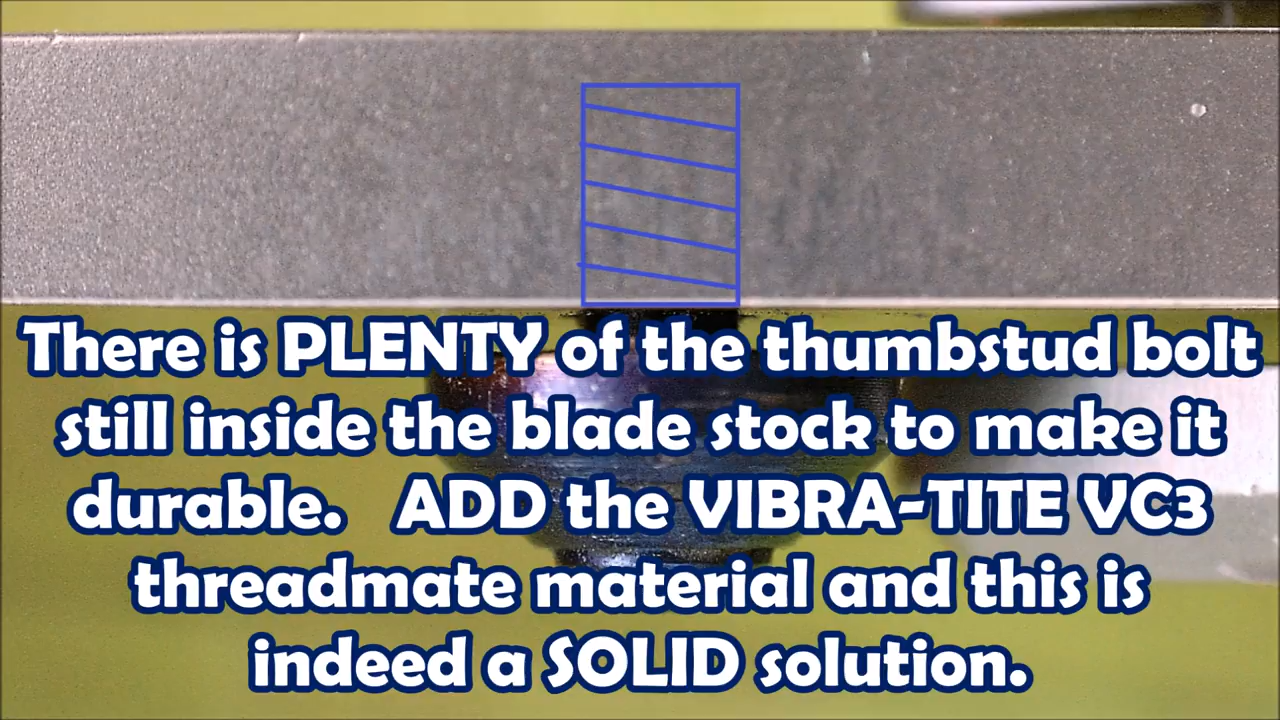 There is PLENTY of the thumbstud bolt
still inside the blade stock to make it
durable.   ADD the VIBRA-TITE VC3
threadmate material and this is
indeed a SOLID solution.